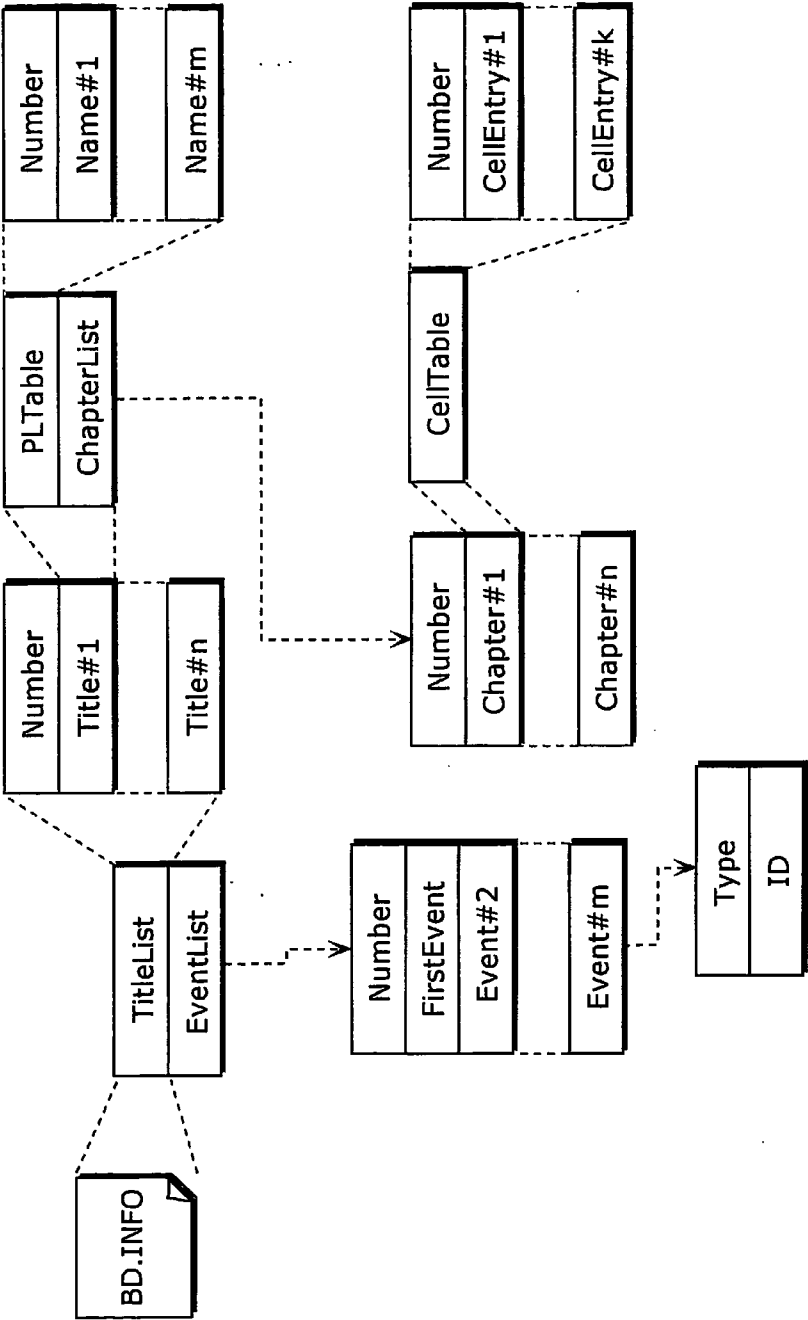 BD.INFO
TitleList
EventList
Number
Title#1
Title#n
PLTable
ChapterList
Number
Name#1
Name#m
Number
FirstEvent
Event#2
Event#m
Type
ID
Number
Chapter#1
Chapter#n
CellTable
Number
CellEntry#1
CellEntry#k